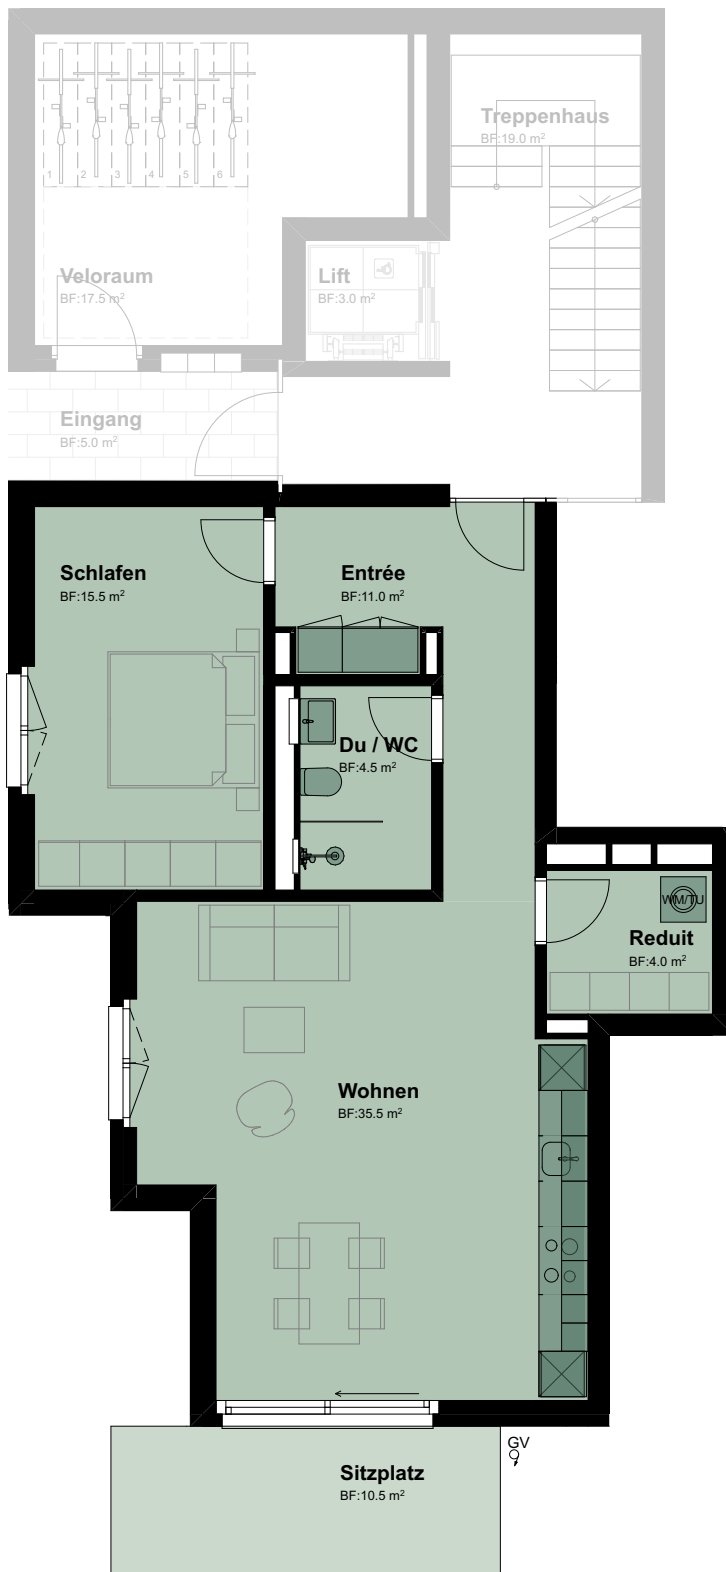 Treppenhaus
BF:19.0 m²
1 2 3 4 5 6
Veloraum
BF:17.5 m²
Lift
BF:3.0 m²
Eingang
BF:5.0 m²
Schlafen
BF:15.5 m²
Entrée
BF:11.0 m²
Du / WC
BF:4.5 m²
WM/TU
Reduit
BF:4.0 m²
Wohnen
BF:35.5 m²
GV
Sitzplatz
BF:10.5 m²